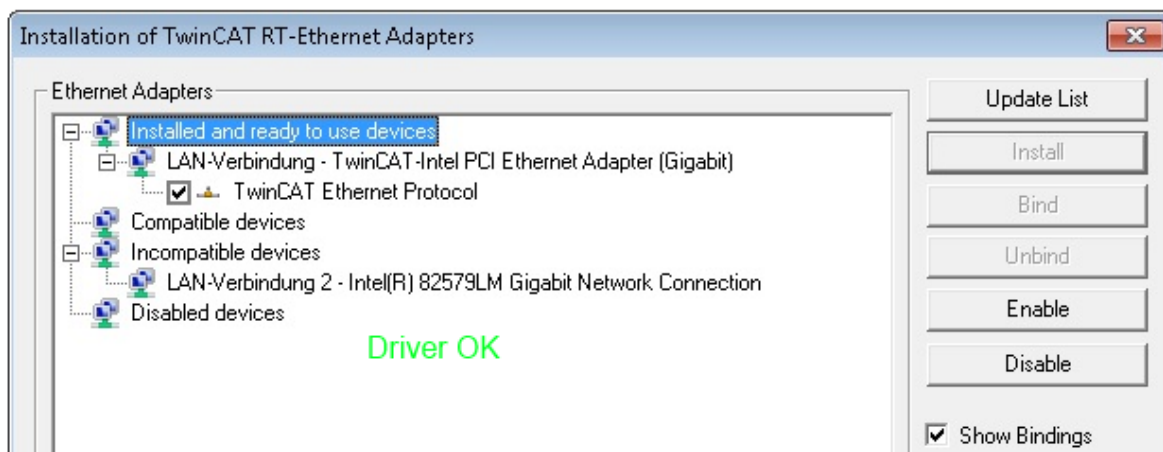 Installation of TwinCAT RT-Ethernet Adapters
Ethernet Adapters
Installed and ready to use devices
LAN-Verbindung - TwinCAT-Intel PCI Ethernet Adapter (Gigabit)
TwinCAT Ethernet Protocol
Compatible devices
Incompatible devices
LAN-Verbindung 2 - Intel(R) 82579LM Gigabit Network Connection
Disabled devices
Driver OK
Update List
Install
Bind
Unbind
Enable
Disable
Show Bindings